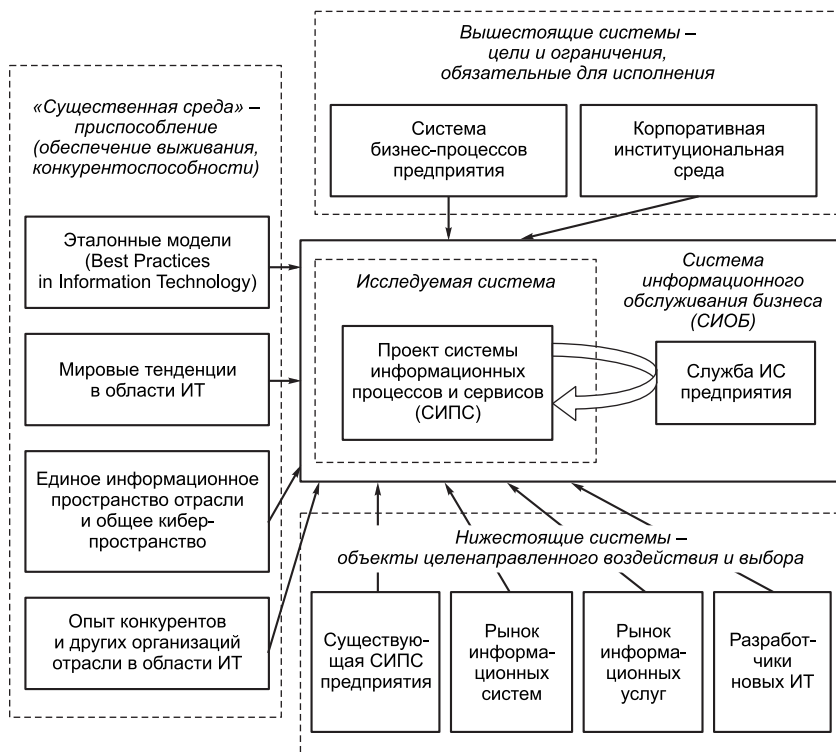 Вышестоящие системы –
цели и ограничения,
обязательные для исполнения
Система
бизнес-процессов
предприятия
Корпоративная
институциональная
среда
«Существенная среда» –
приспособление
(обеспечение выживания,
конкурентоспособности)
Эталонные модели
(Best Practices
in Information Technology)
Мировые тенденции
в области ИТ
Единое информационное
пространство отрасли
и общее кибер-
пространство
Опыт конкурентов
и других организаций
отрасли в области ИТ
Исследуемая система
Проект системы
информационных
процессов и сервисов
(СИПС)
Система
информационного
обслуживания бизнеса
(СИОБ)
Служба ИС
предприятия
Нижестоящие системы –
объекты целенаправленного воздействия и выбора
Существую-
щая СИПС
предприятия
Рынок
информа-
ционных
систем
Рынок
информа-
ционных
услуг
Разработ-
чики
новых ИТ